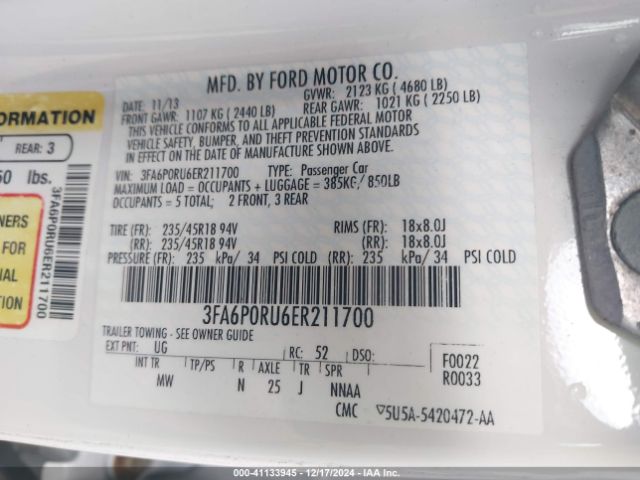 MFD. BY FORD MOTOR CO.
DATE: 11/13 GVWR: 2123 KG ( 4680 LB)
FRONT GAWR: 1107 KG ( 2440 LB) REAR GAWR: 1021 KG ( 2250 LB)
THIS VEHICLE CONFORMS TO ALL APPLICABLE FEDERAL MOTOR
VEHICLE SAFETY, BUMPER, AND THEFT PREVENTION STANDARDS
IN EFFECT ON THE DATE OF MANUFACTURE SHOWN ABOVE.
VIN: 3FA6P0RU6ER211700 TYPE: Passenger Car
MAXIMUM LOAD = OCCUPANTS + LUGGAGE = 385KG/ 850LB
OCCUPANTS = 5 TOTAL; 2 FRONT, 3 REAR
TIRE (FR): 235/45R18 94V RIMS (FR): 18x8.0J
(RR): 235/45R18 94V (RR): 18x8.0J
PRESSURE (FR): 235 kPa/ 34 PSI COLD (RR): 235 kPa/ 34 PSI COLD
3FA6P0RU6ER211700
TRAILER TOWING - SEE OWNER GUIDE
EXT PNT: UG RC: 52 DSO: F0022
INT TR TP/PS R AXLE TR SPR R0033
MW N 25 J NNAA
CMC ▽5U5A-5420472-AA
ORMATION
REAR: 3
50 lbs.
3FA6P0RU6ER211700
NERS
FOR
IAL
TION
© IAA Holdings, LLC. (0000-41133945 - 12/17/2024 - IAAI US)